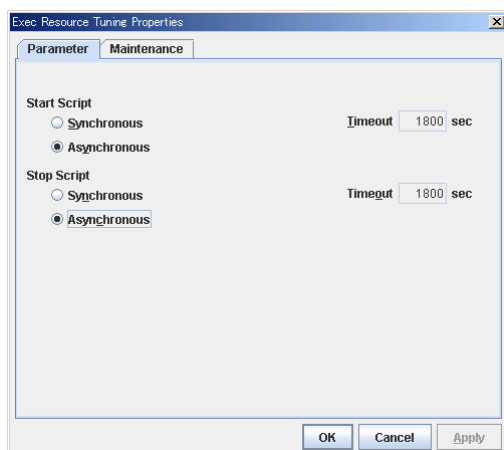 Exec Resource Tuning Properties
Parameter Maintenance
Start Script
Synchronous Timeout 1800 sec
Asynchronous
Stop Script
Synchronous Timeout 1800 sec
Asynchronous
OK Cancel Apply